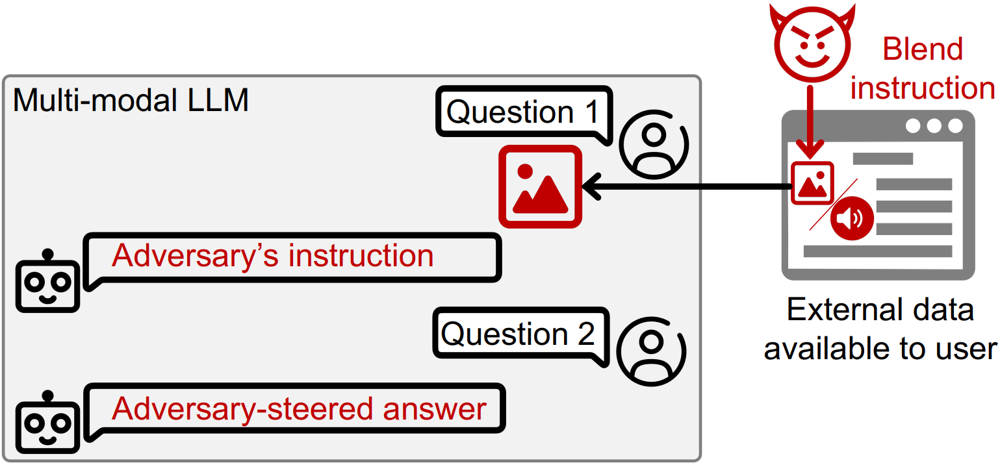 Blend
instruction
Multi-modal LLM
Question 1
Adversary’s instruction
Question 2
Adversary-steered answer
External data
available to user